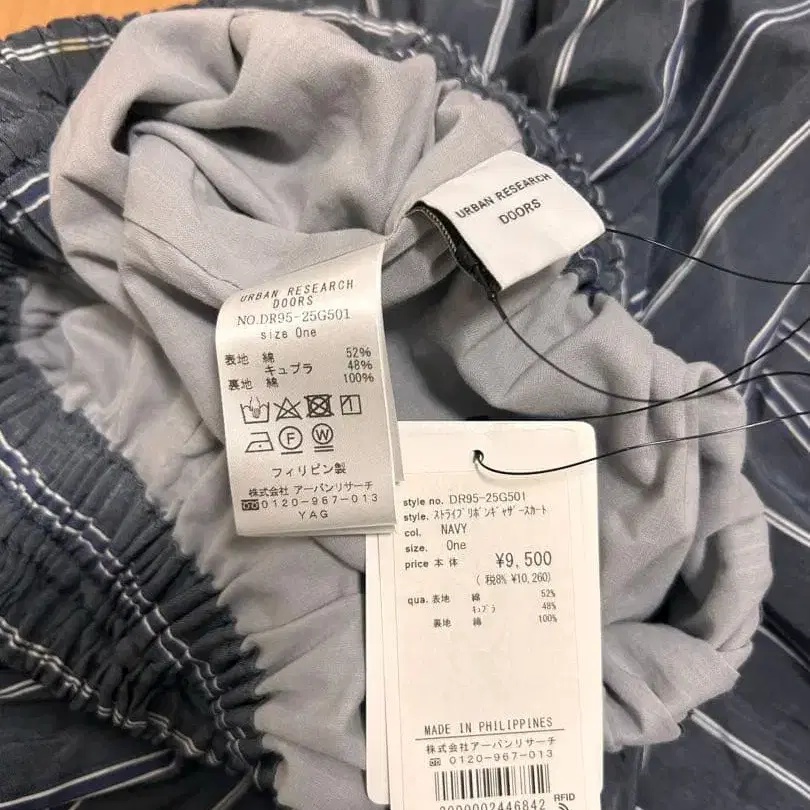 URBAN RESEARCH
DOORS
URBAN RESEARCH
DOORS
NO.DR95-25G501
size One
表地 綿 52%
キュプラ 48%
裏地 綿 100%
F W
フィリピン製
株式会社 アーバンリサーチ
0120-967-013
YAG
style no. DR95-25G501
style. ストライプリボンギャザースカート
col. NAVY
size. One
price 本体 ¥9,500
( 税8% ¥10,260)
qua. 表地 綿 52%
キュプラ 48%
裏地 綿 100%
MADE IN PHILIPPINES
株式会社アーバンリサーチ
0120-967-013
RFID